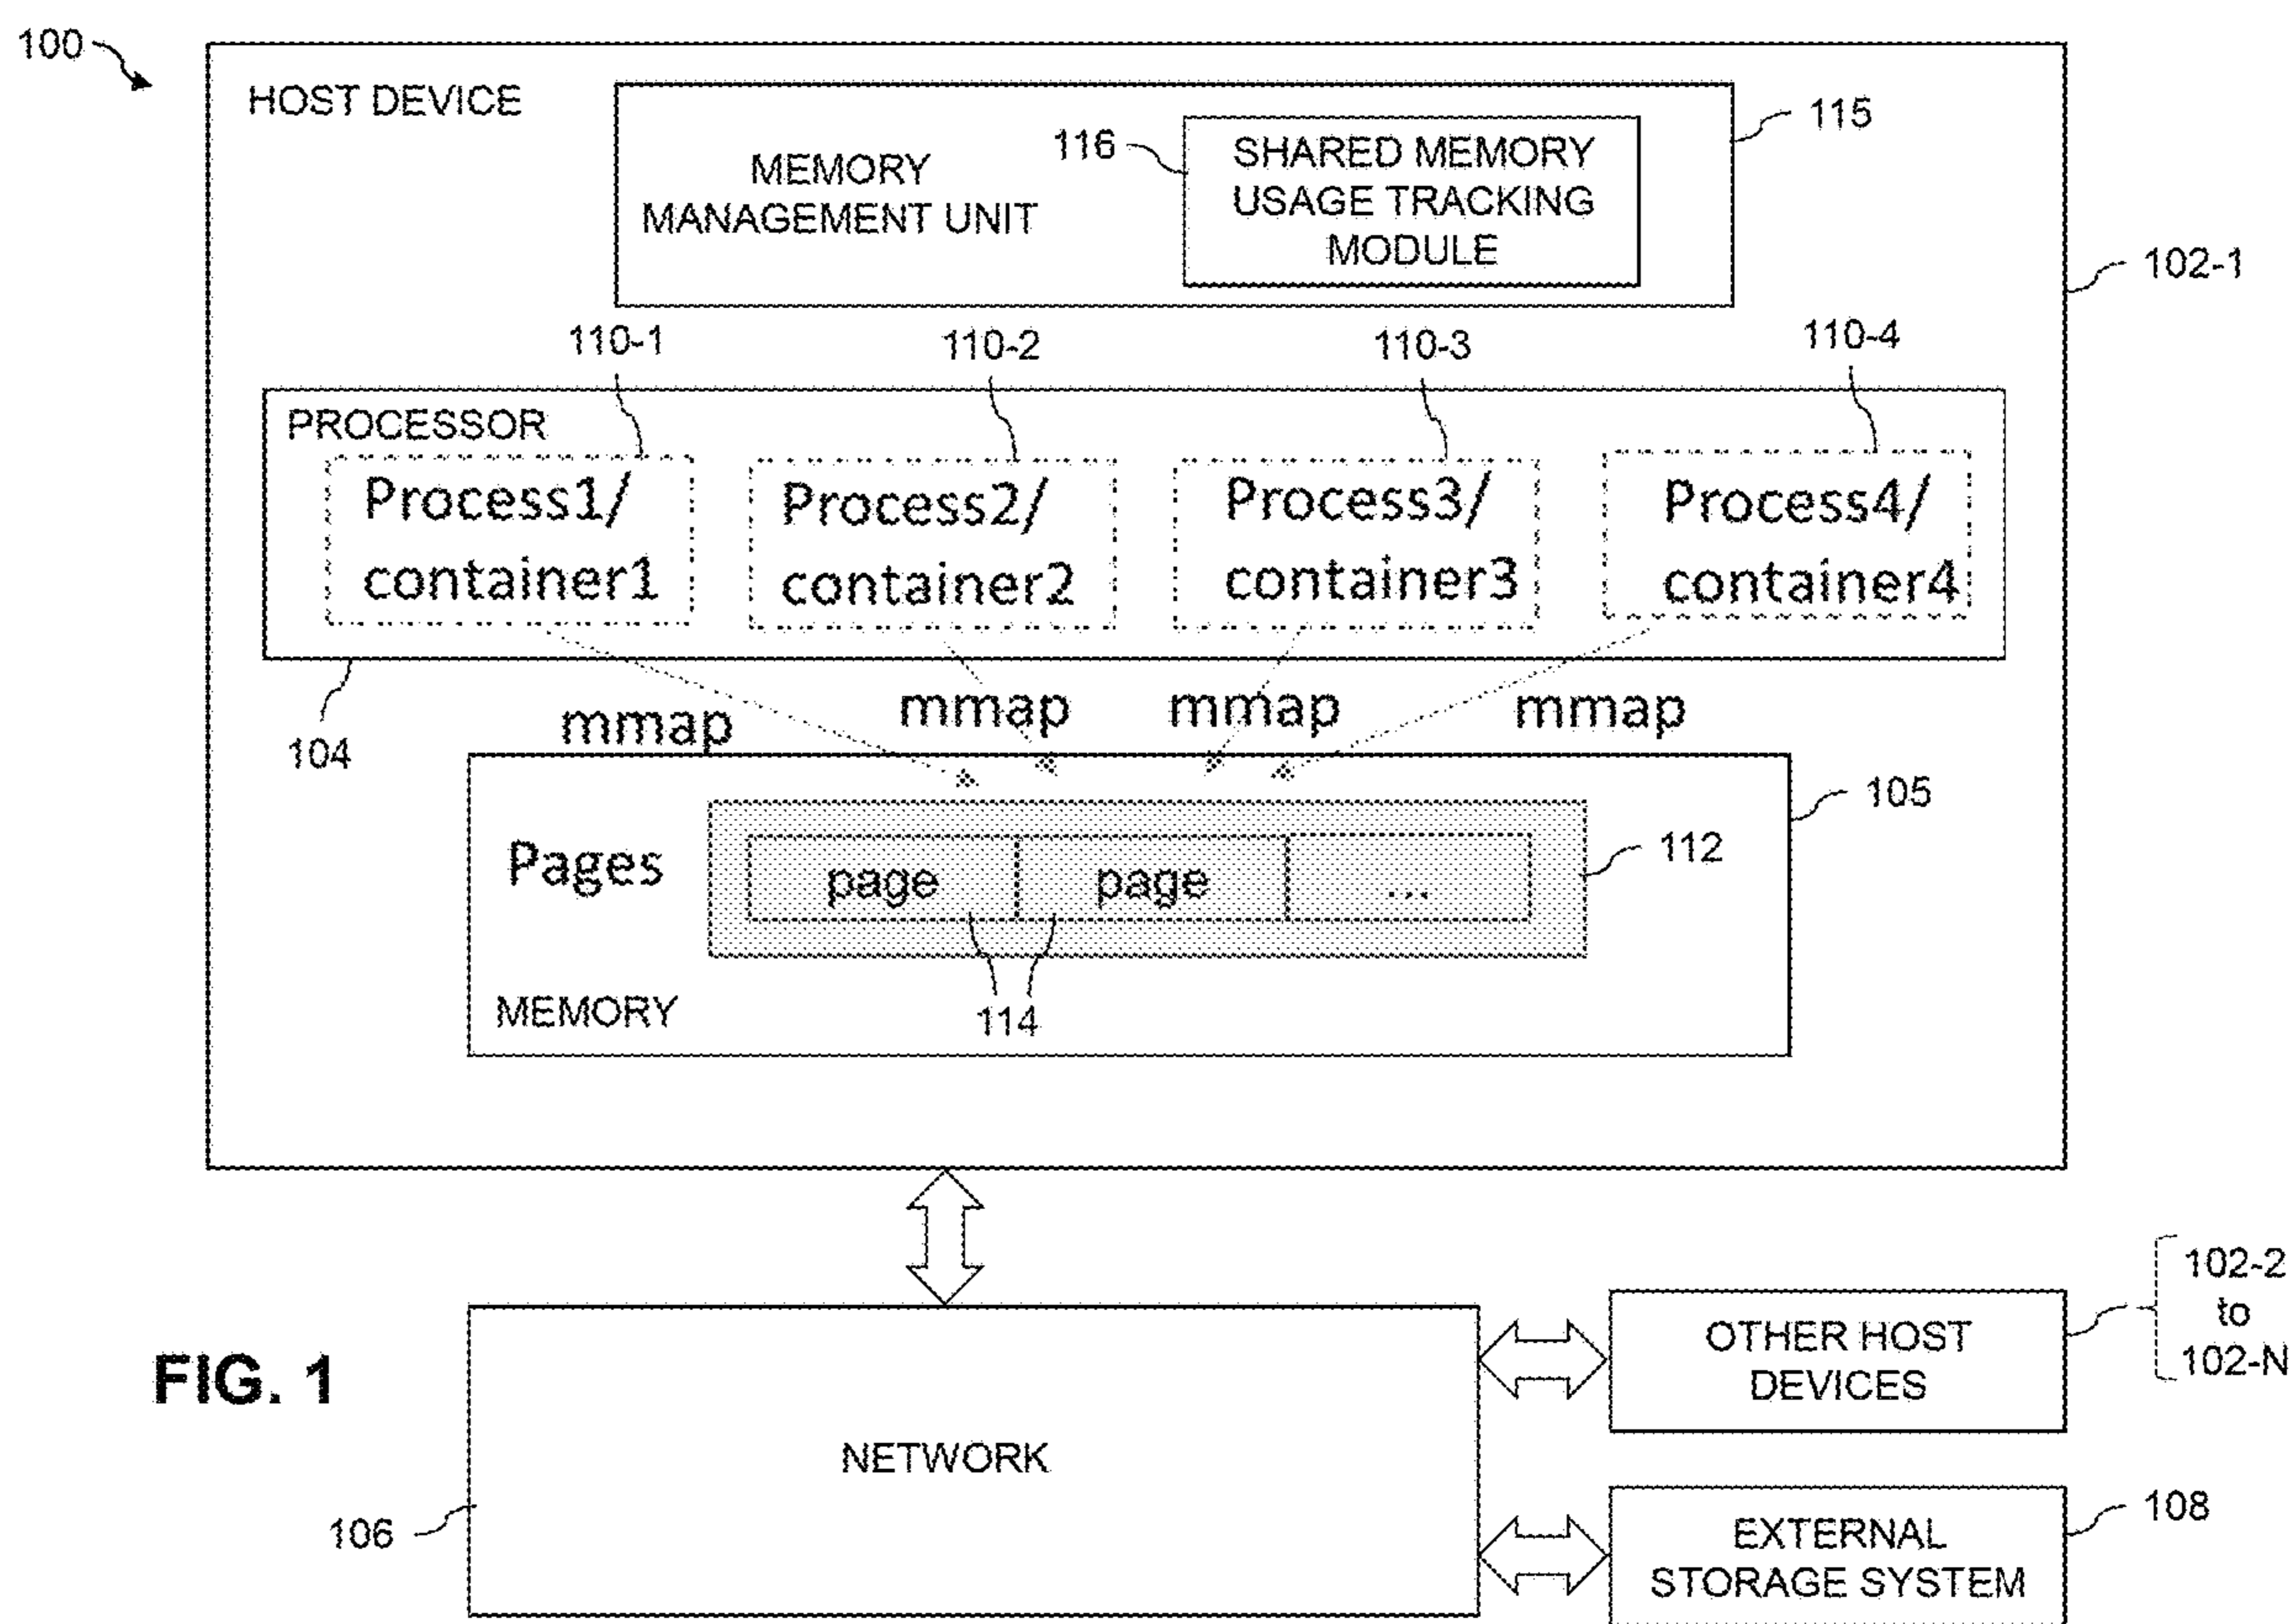 100
HOST DEVICE
115
116
MEMORY
MANAGEMENT UNIT
SHARED MEMORY
USAGE TRACKING
MODULE
102-1
110-1
110-2
110-3
110-4
PROCESSOR
Process1/
container1
Process2/
container2
Process3/
container3
Process4/
container4
104
mmap
mmap
mmap
mmap
105
Pages
page
page
...
112
MEMORY
114
102-2
to
102-N
OTHER HOST
DEVICES
FIG. 1
NETWORK
106
108
EXTERNAL
STORAGE SYSTEM